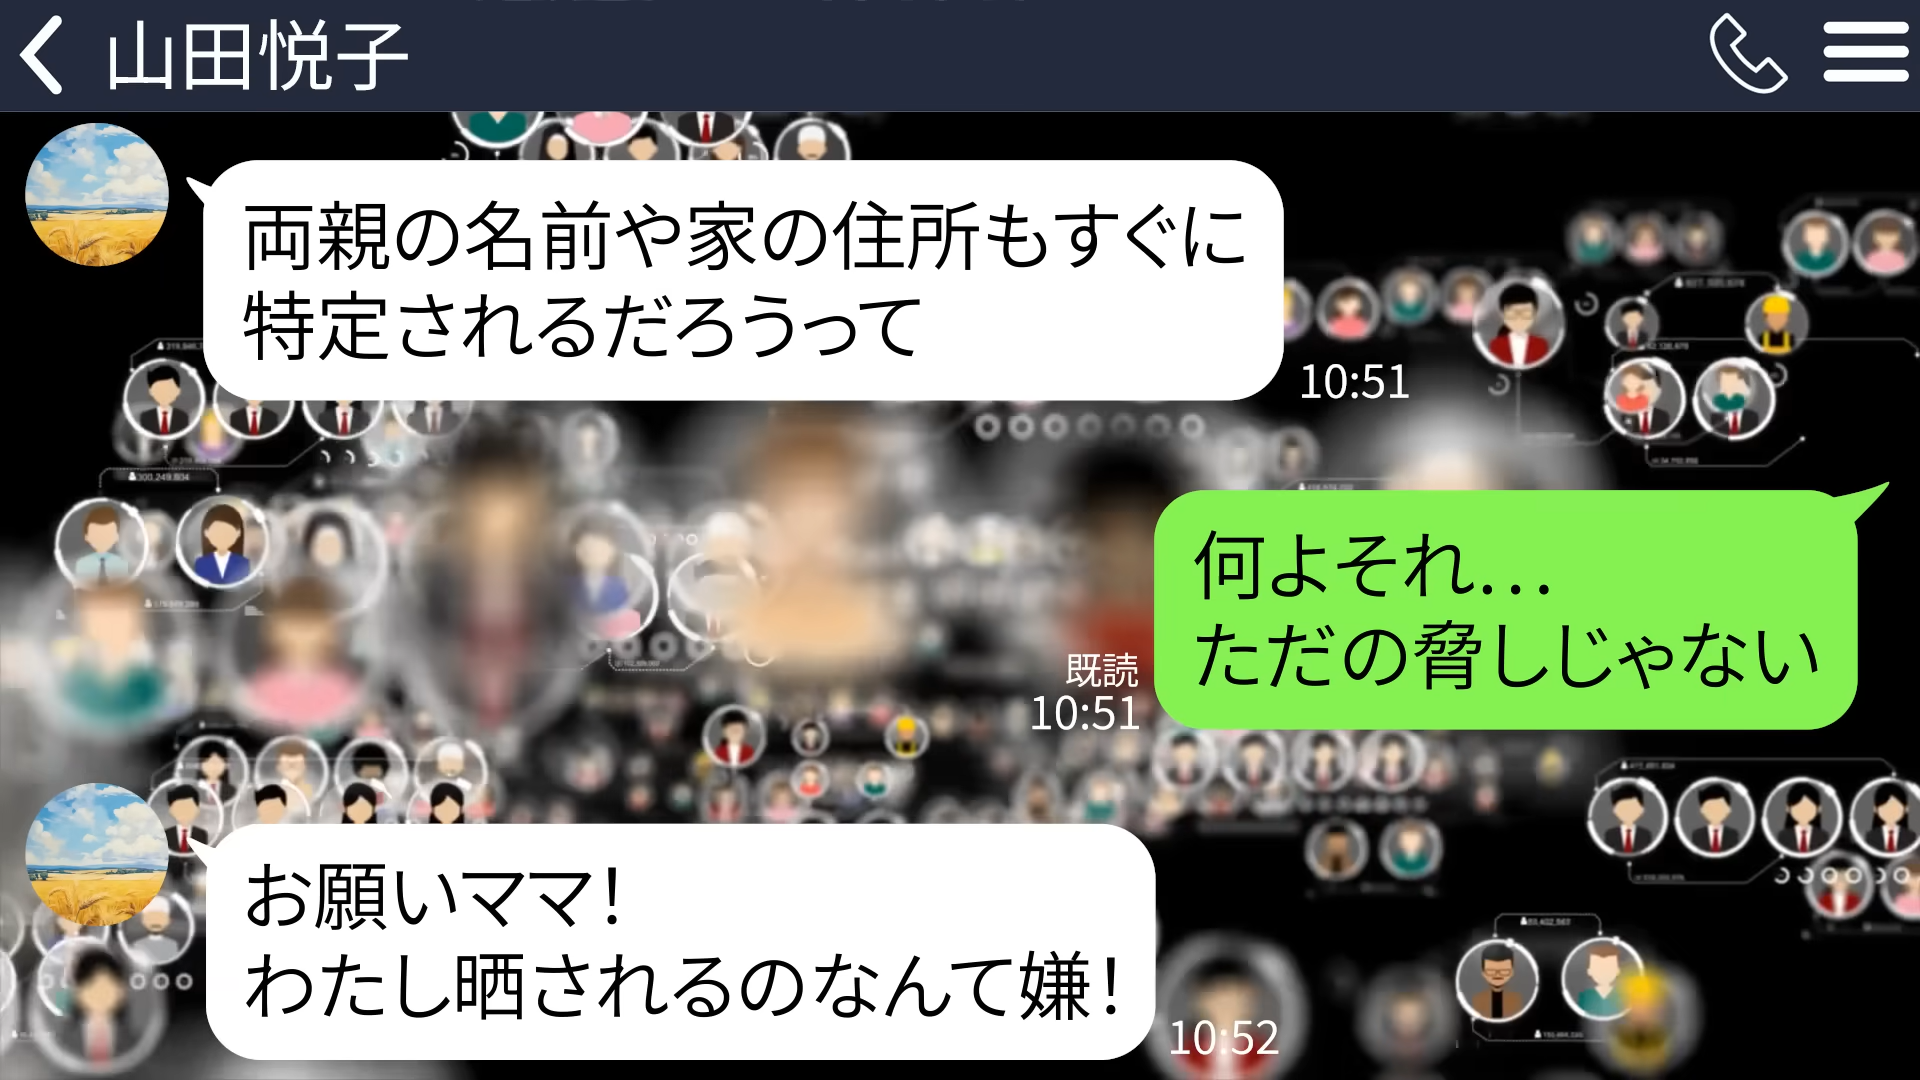 山田悦子
両親の名前や家の住所もすぐに
特定されるだろうって
10:51
何よそれ…
ただの脅しじゃない
既読
10:51
お願いママ！
わたし晒されるのなんて嫌！
10:52